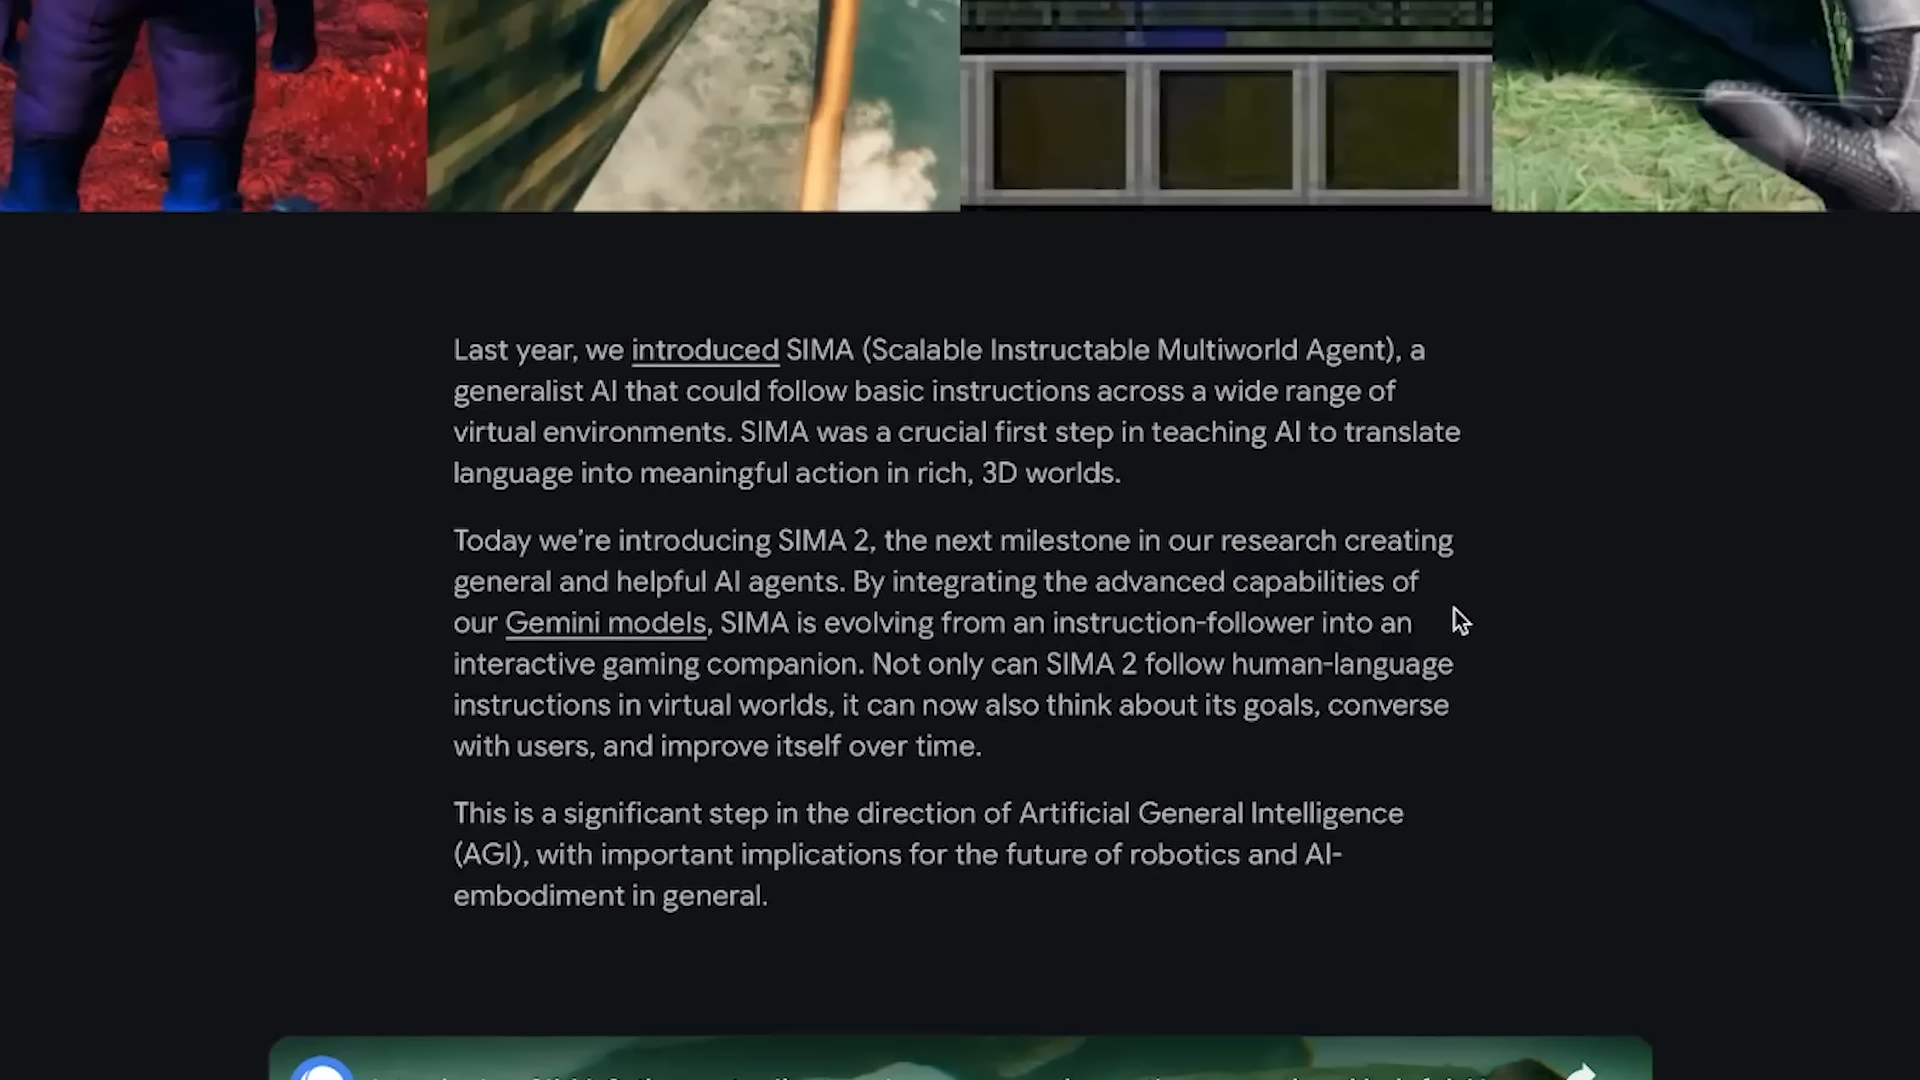 Last year, we introduced SIMA (Scalable Instructable Multiworld Agent), a
generalist AI that could follow basic instructions across a wide range of
virtual environments. SIMA was a crucial first step in teaching AI to translate
language into meaningful action in rich, 3D worlds.
Today we’re introducing SIMA 2, the next milestone in our research creating
general and helpful AI agents. By integrating the advanced capabilities of
our Gemini models, SIMA is evolving from an instruction-follower into an
interactive gaming companion. Not only can SIMA 2 follow human-language
instructions in virtual worlds, it can now also think about its goals, converse
with users, and improve itself over time.
This is a significant step in the direction of Artificial General Intelligence
(AGI), with important implications for the future of robotics and AI-
embodiment in general.